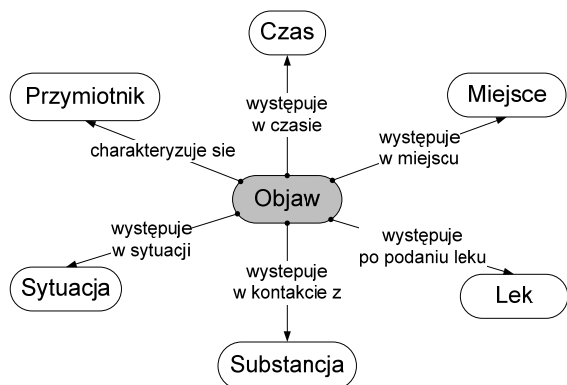 Czas
Przymiotnik
Miejsce
występuje
w czasie
występuje
w miejscu
charakteryzuje sie
Objaw
występuje
w sytuacji
występuje
po podaniu leku
wystepuje
w kontakcie z
Sytuacja
Lek
Substancja